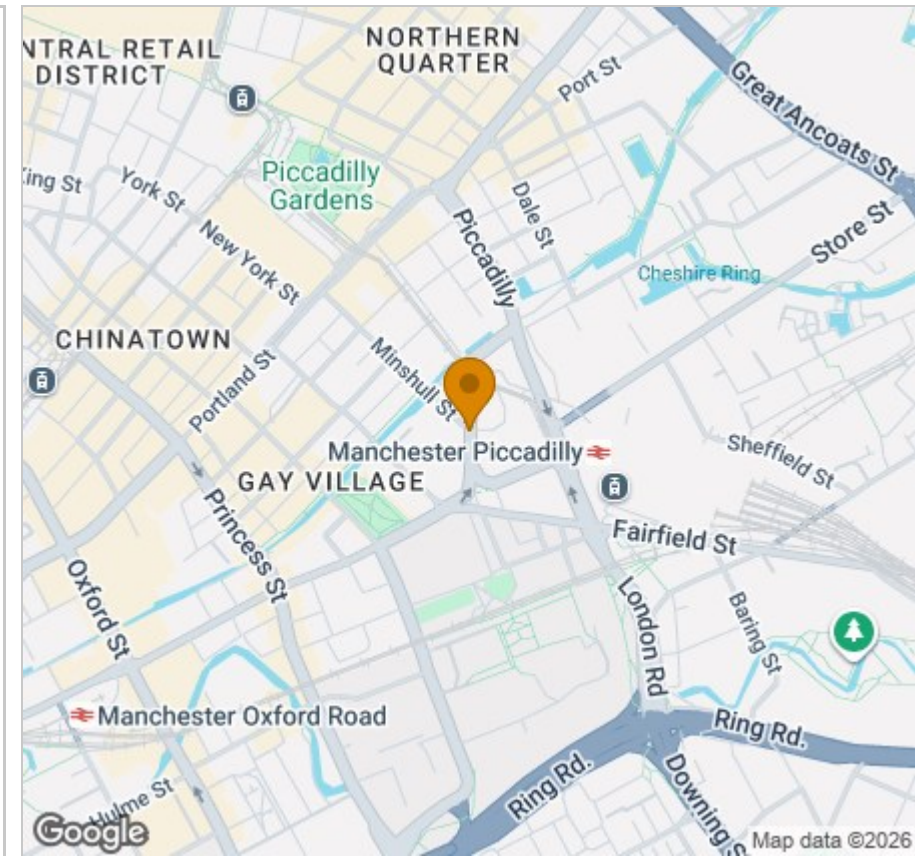 NTRAL RETAIL
DISTRICT
NORTHERN
QUARTER
Port St
Great Ancoats St
King St
York St
Piccadilly
Gardens
Dale St
Piccadilly
Store St
New York St
Cheshire Ring
CHINATOWN
Minshull St
Portland St
Manchester Piccadilly
Sheffield St
GAY VILLAGE
Princess St
Fairfield St
Oxford St
London Rd
Baring St
Manchester Oxford Road
Ring Rd.
Ring Rd.
Downing S
Hulme St
Google
Map data ©2026